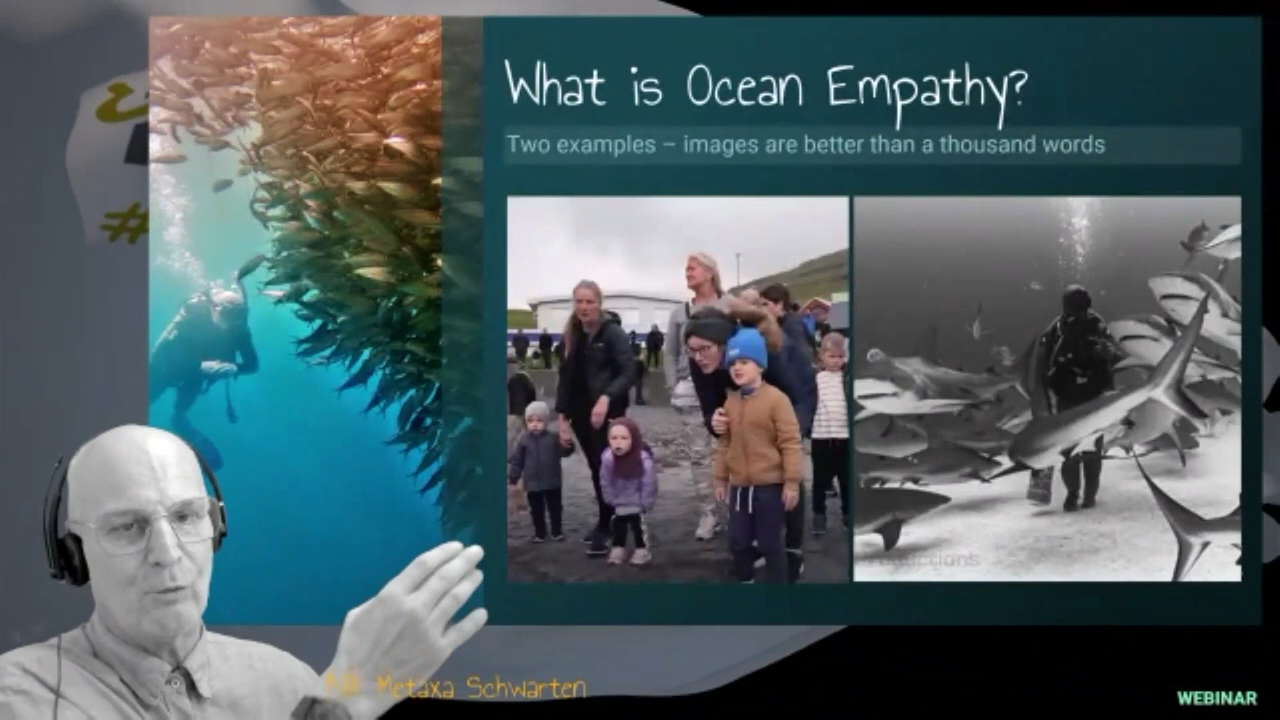 What is Ocean Empathy?
Two examples – images are better than a thousand words
#
Metaxa Schwarten
WEBINAR